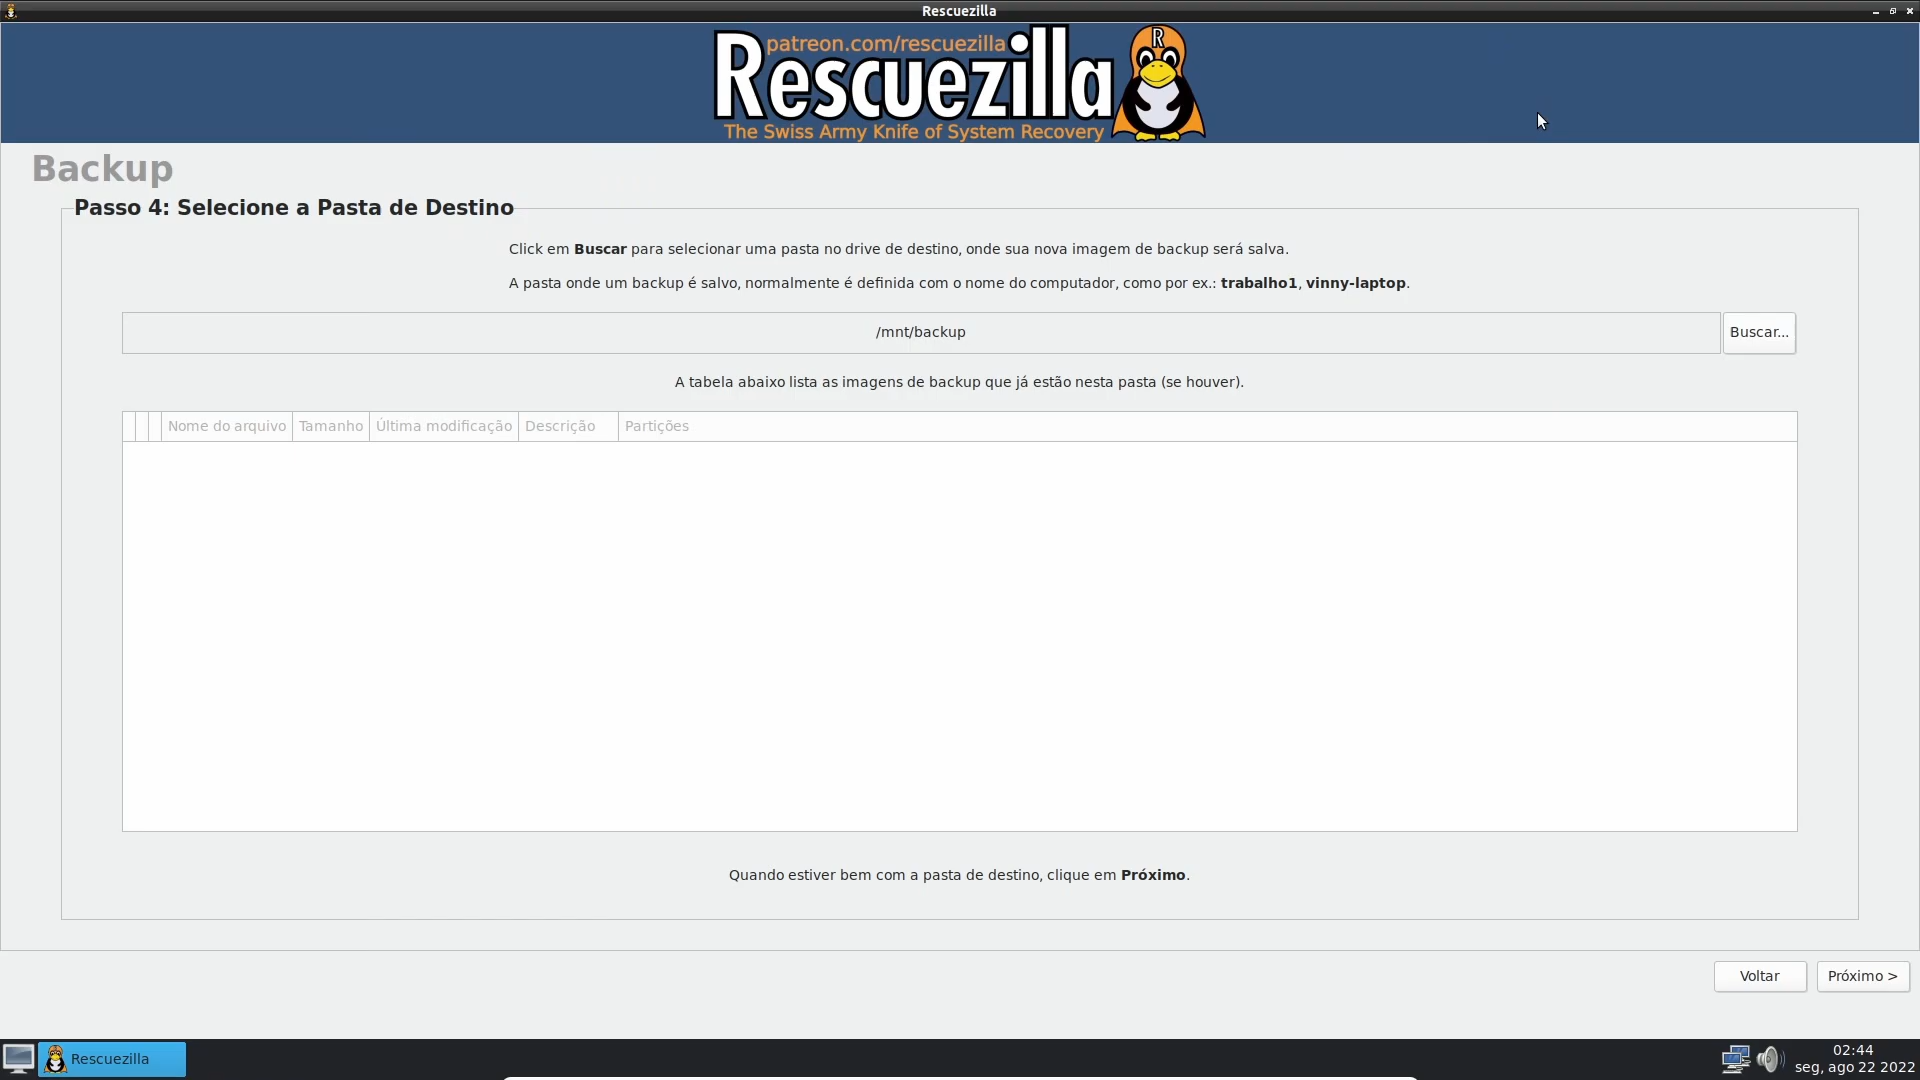 Rescuezilla
patreon.com/rescuezilla
Rescuezilla
R
The Swiss Army Knife of System Recovery
Backup
Passo 4: Selecione a Pasta de Destino
Click em Buscar para selecionar uma pasta no drive de destino, onde sua nova imagem de backup será salva.
A pasta onde um backup é salvo, normalmente é definida com o nome do computador, como por ex.: trabalho1, vinny-laptop.
/mnt/backup
Buscar...
A tabela abaixo lista as imagens de backup que já estão nesta pasta (se houver).
Nome do arquivo Tamanho Última modificação Descrição Partições
Quando estiver bem com a pasta de destino, clique em Próximo.
Voltar
Próximo >
Rescuezilla
02:44
seg, ago 22 2022